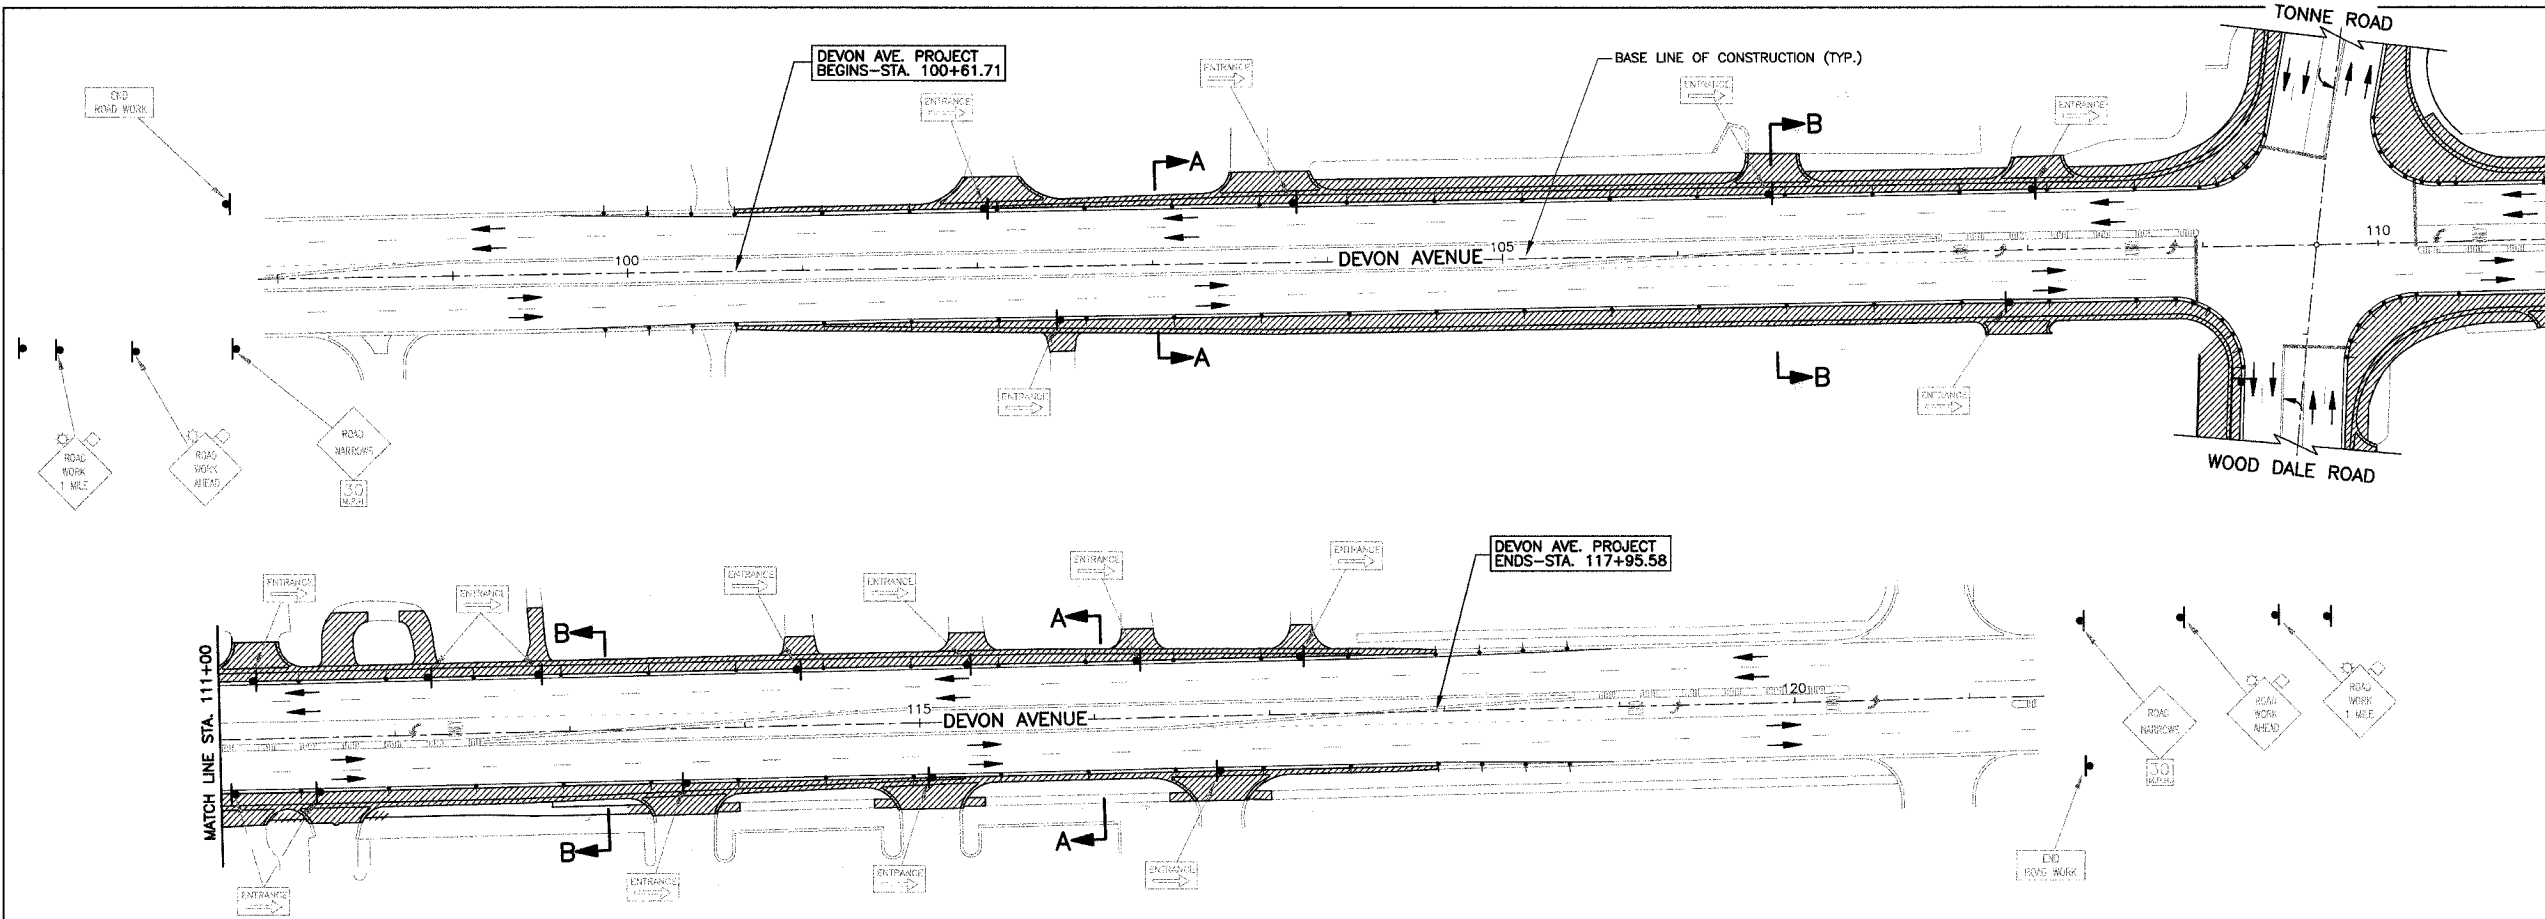 TONNE ROAD
DEVON AVE. PROJECT
BEGINS-STA. 100+61.71
BASE LINE OF CONSTRUCTION (TYP.)
END
ROAD WORK
ENTRANCE
ENTRANCE
ENTRANCE
ENTRANCE
A
B
100
105
110
DEVON AVENUE
A
B
ENTRANCE
ENTRANCE
ROAD
WORK
1 MILE
ROAD
WORK
AHEAD
ROAD
NARROWS
30
M.P.H.
WOOD DALE ROAD
DEVON AVE. PROJECT
ENDS-STA. 117+95.58
ENTRANCE
ENTRANCE
ENTRANCE
ENTRANCE
ENTRANCE
ENTRANCE
B
A
MATCH LINE STA. 111+00
115
120
DEVON AVENUE
B
A
ENTRANCE
ENTRANCE
ENTRANCE
ENTRANCE
ROAD
NARROWS
30
M.P.H.
ROAD
WORK
AHEAD
ROAD
WORK
1 MILE
END
ROAD WORK